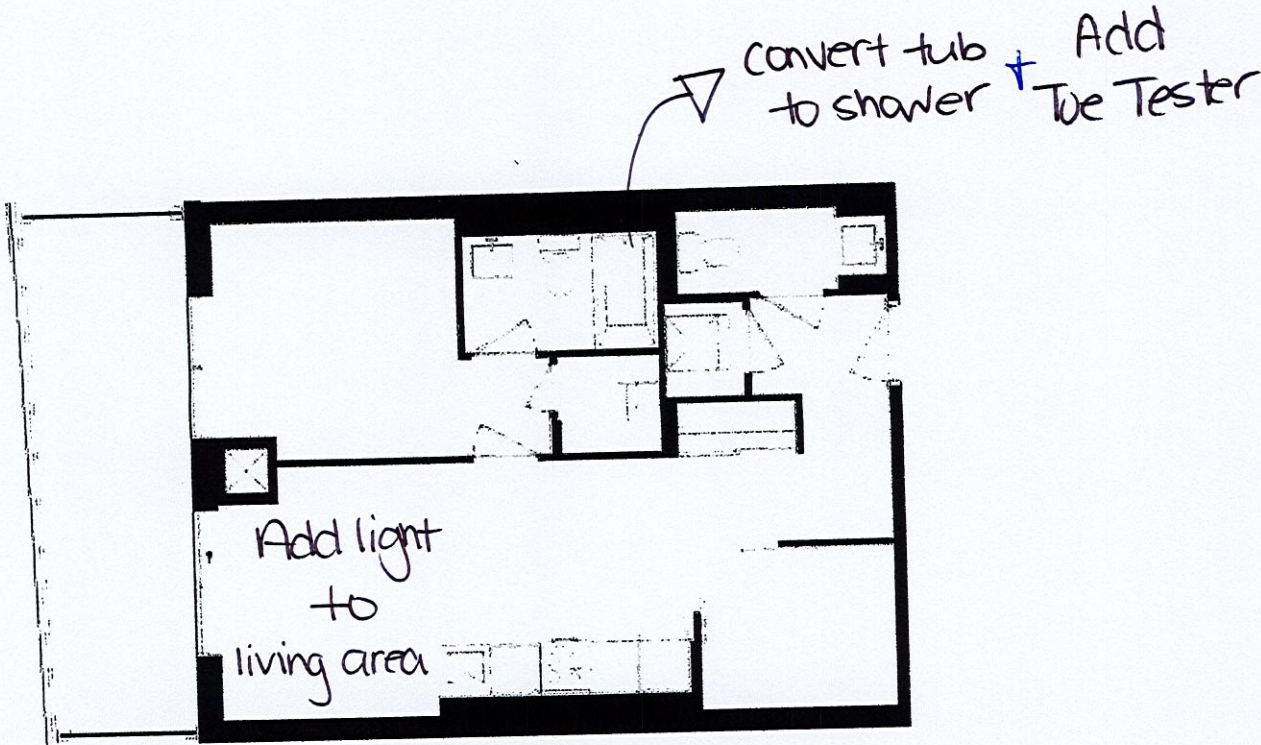 convert tub
to shower
+ Add
Toe Tester
Add light
to
living area